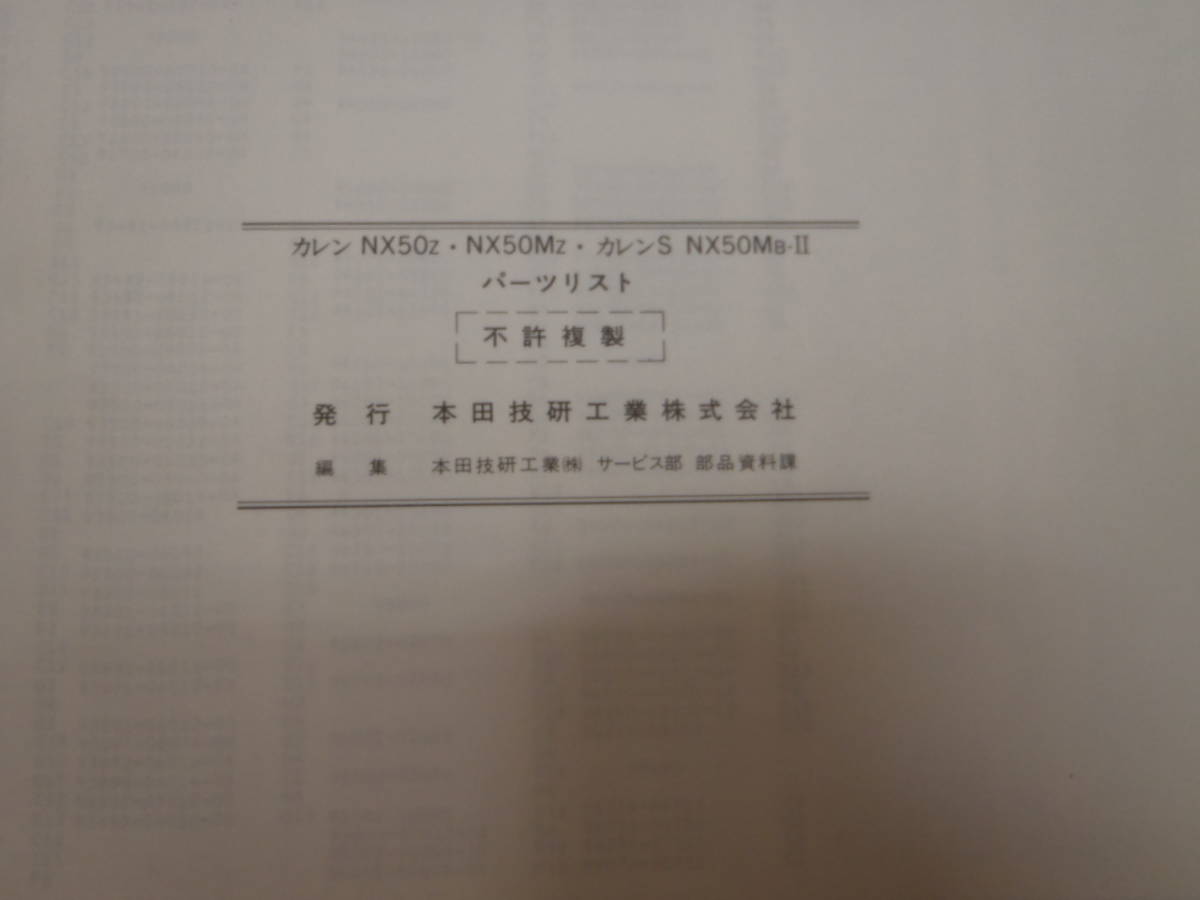 カレン NX50Z・NX50MZ・カレンS NX50MB-II
パーツリスト
不許複製
発行 本田技研工業株式会社
編集 本田技研工業㈱ サービス部 部品資料課